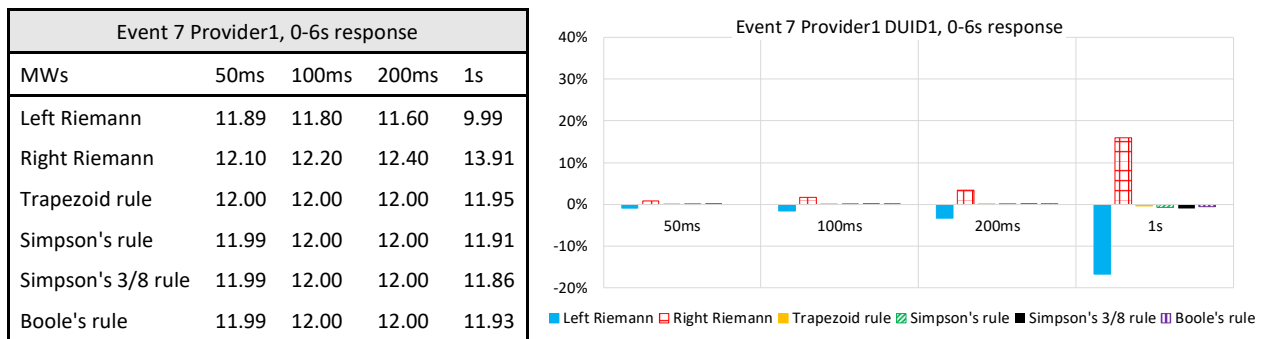 Event 7 Provider1, 0-6s response
MWs 50ms 100ms 200ms 1s
Left Riemann 11.89 11.80 11.60 9.99
Right Riemann 12.10 12.20 12.40 13.91
Trapezoid rule 12.00 12.00 12.00 11.95
Simpson's rule 11.99 12.00 12.00 11.91
Simpson's 3/8 rule 11.99 12.00 12.00 11.86
Boole's rule 11.99 12.00 12.00 11.93
Event 7 Provider1 DUID1, 0-6s response
40%
30%
20%
10%
0%
-10%
-20%
50ms 100ms 200ms 1s
Left Riemann Right Riemann Trapezoid rule Simpson's rule Simpson's 3/8 rule Boole's rule